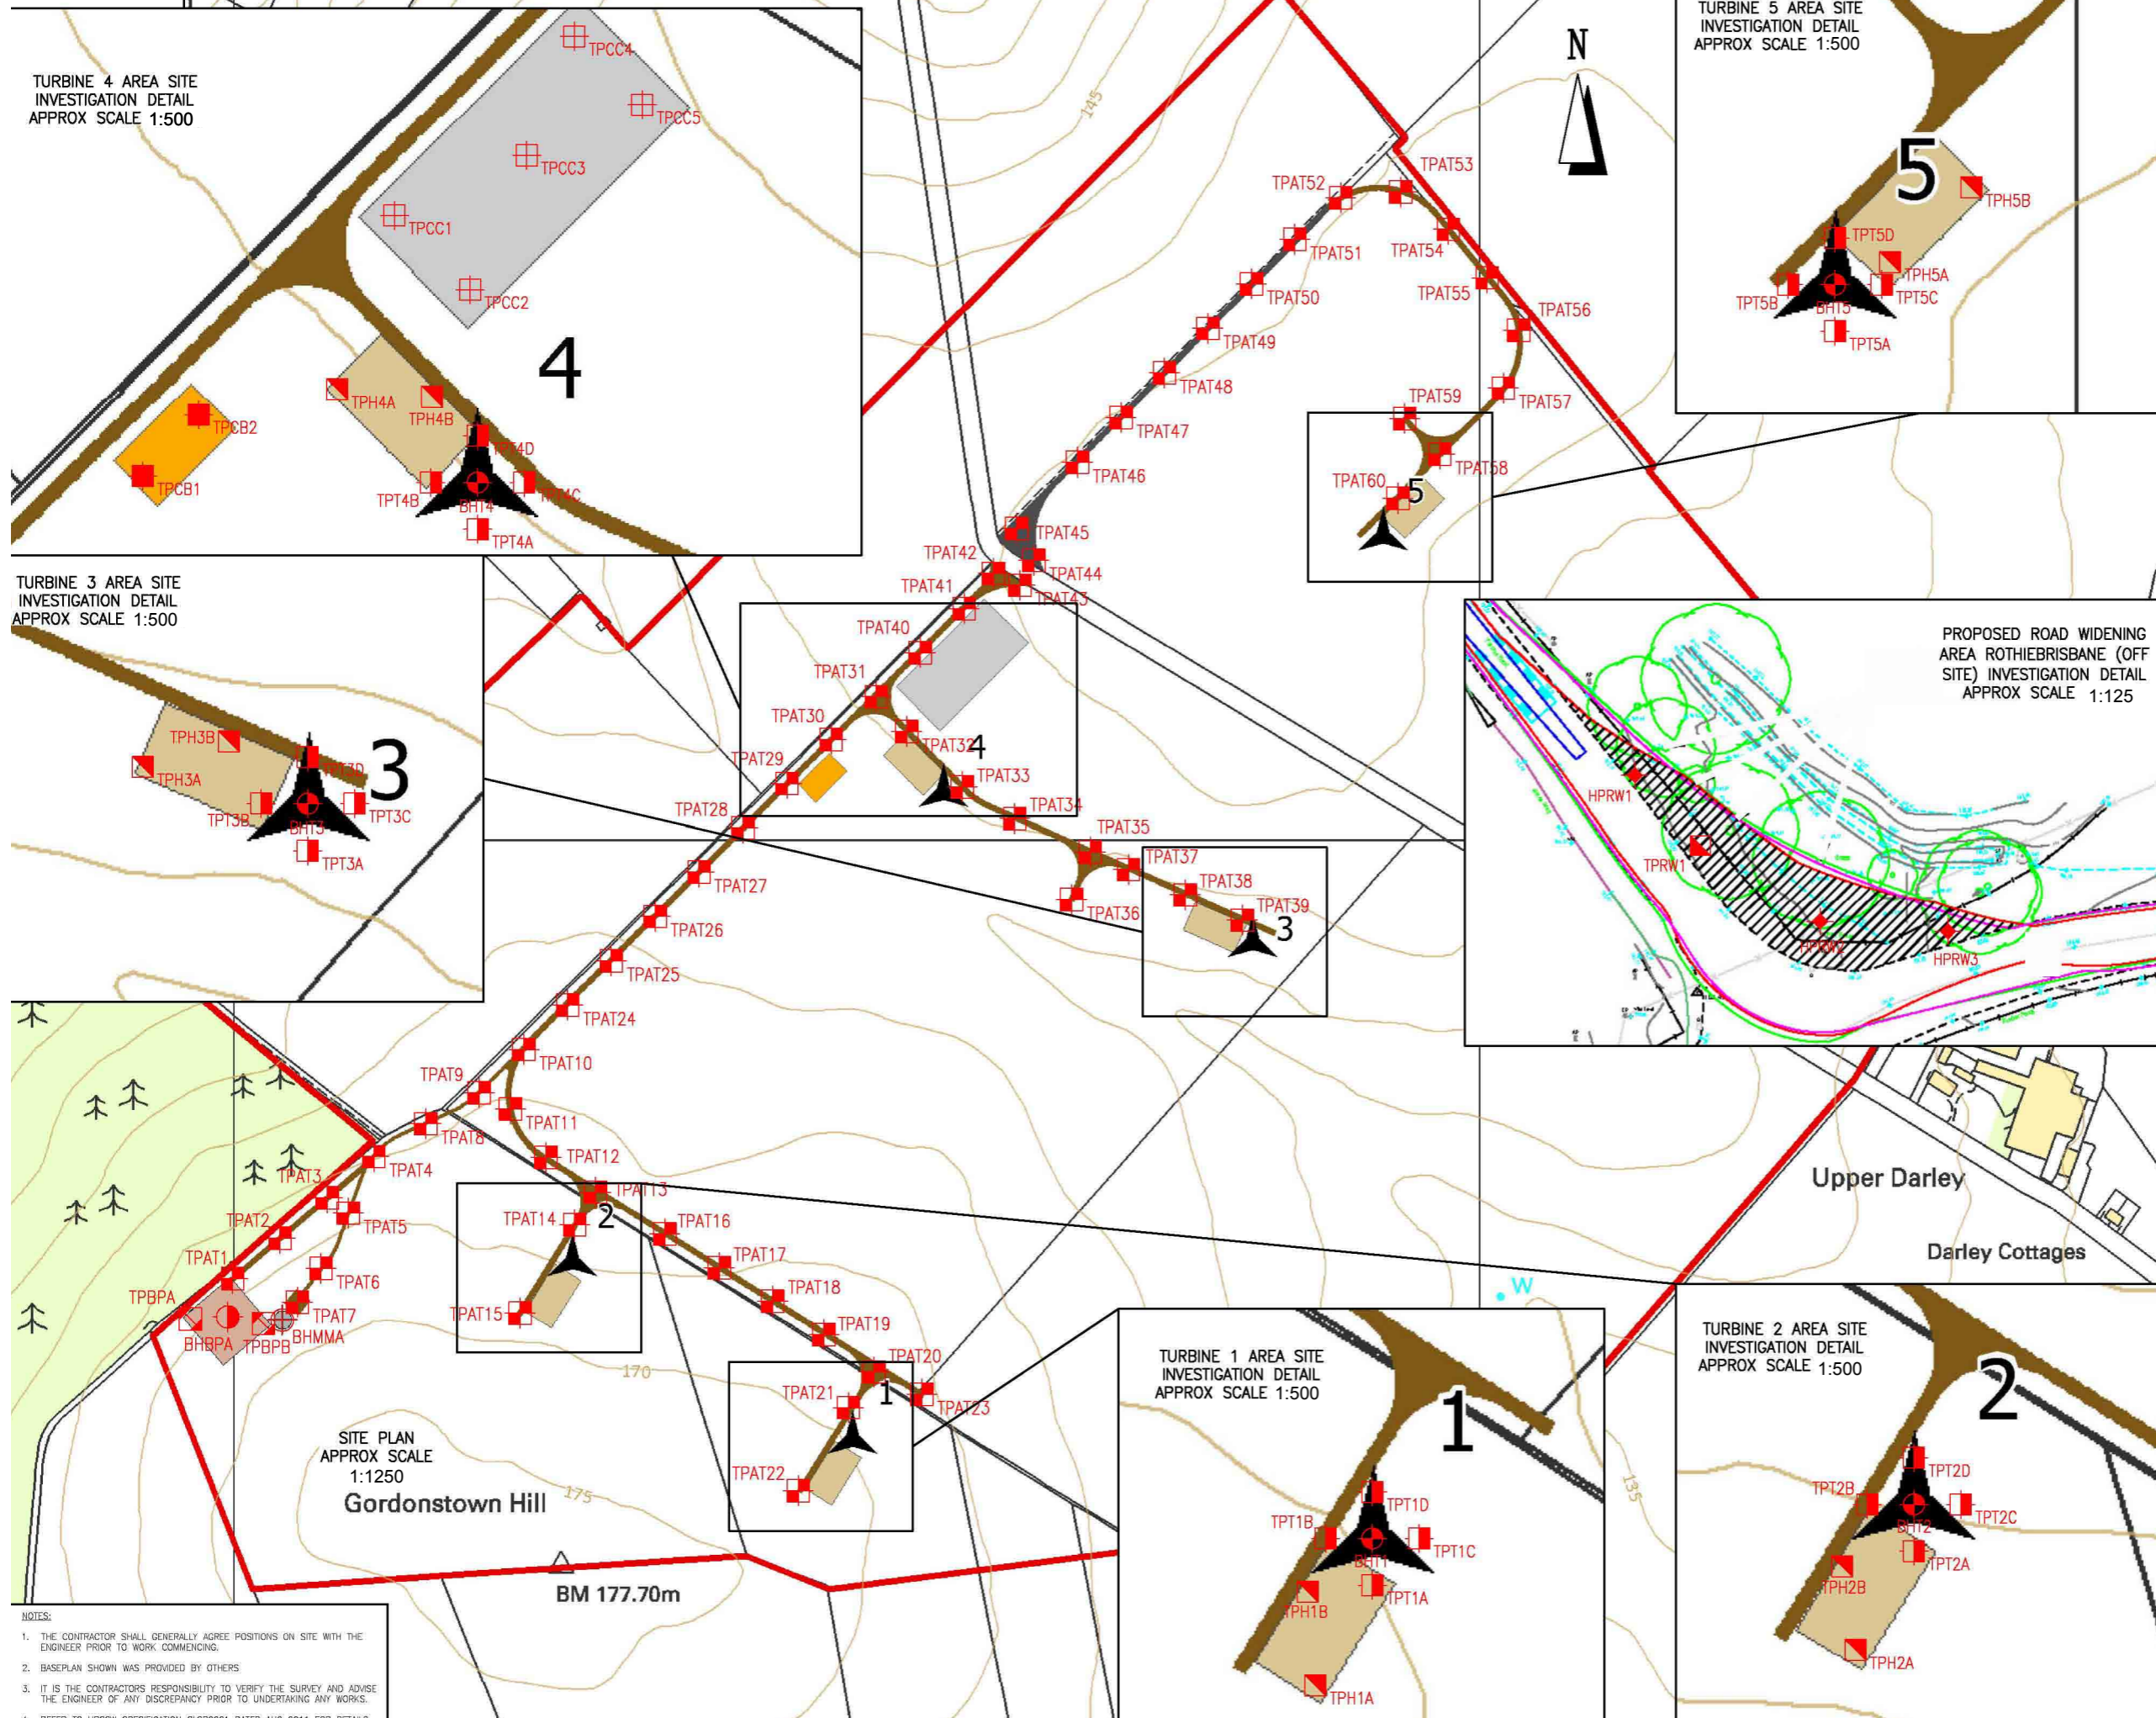 TURBINE 4 AREA SITE
INVESTIGATION DETAIL
APPROX SCALE 1:500
TPCC4
TPCC5
TPCC3
TPCC1
TPCC2
4
TPH4A
TPH4B
TPCB2
TPCB1
TPT4D
TPT4B
BHT4
TPT4C
TPT4A
TURBINE 5 AREA SITE
INVESTIGATION DETAIL
APPROX SCALE 1:500
5
TPH5B
TPT5D
TPH5A
TPT5B
BHT5
TPT5C
TPT5A
N
145
TPAT53
TPAT52
TPAT54
TPAT51
TPAT55
TPAT50
TPAT56
TPAT49
TPAT48
TPAT57
TPAT59
TPAT47
TPAT46
TPAT58
TPAT60
5
TPAT45
TPAT42
TPAT44
TPAT41
TPAT43
TPAT40
TPAT31
TPAT30
TPAT32
4
TPAT29
TPAT33
TPAT28
TPAT34
TPAT35
TPAT37
TPAT27
TPAT38
TPAT36
TPAT39
3
TPAT26
TPAT25
TPAT24
TURBINE 3 AREA SITE
INVESTIGATION DETAIL
APPROX SCALE 1:500
3
TPH3B
TPH3A
TPT3D
TPT3B
BHT3
TPT3C
TPT3A
PROPOSED ROAD WIDENING
AREA ROTHIEBRISBANE (OFF
SITE) INVESTIGATION DETAIL
APPROX SCALE 1:125
HPRW1
TPRW1
HPRW2
HPRW3
TPAT10
TPAT9
TPAT11
TPAT8
TPAT12
TPAT4
TPAT3
TPAT13
TPAT5
TPAT2
TPAT14
2
TPAT16
TPAT1
TPAT6
TPAT17
TPBPA
TPAT7
TPAT15
TPAT18
BHBPA
TPBPB
BHMMA
TPAT19
170
TPAT20
TPAT21
1
TPAT23
TPAT22
SITE PLAN
APPROX SCALE
1:1250
Gordonstown Hill
175
BM 177.70m
Upper Darley
Darley Cottages
W
135
TURBINE 1 AREA SITE
INVESTIGATION DETAIL
APPROX SCALE 1:500
1
TPT1D
TPT1B
BHT1
TPT1C
TPT1A
TPH1B
TPH1A
TURBINE 2 AREA SITE
INVESTIGATION DETAIL
APPROX SCALE 1:500
2
TPT2D
TPT2B
BHT2
TPT2C
TPT2A
TPH2B
TPH2A
NOTES:
1. THE CONTRACTOR SHALL GENERALLY AGREE POSITIONS ON SITE WITH THE
ENGINEER PRIOR TO WORK COMMENCING.
2. BASEPLAN SHOWN WAS PROVIDED BY OTHERS
3. IT IS THE CONTRACTORS RESPONSIBILITY TO VERIFY THE SURVEY AND ADVISE
THE ENGINEER OF ANY DISCREPANCY PRIOR TO UNDERTAKING ANY WORKS.